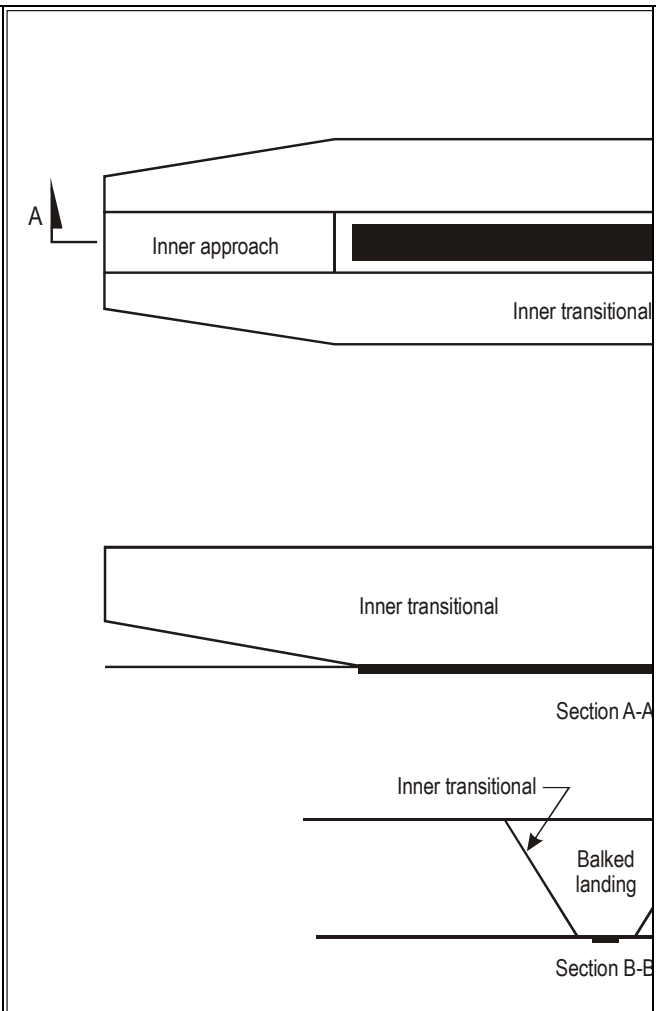 A
Inner approach
Inner transitional
Inner transitional
Section A-A
Inner transitional
Balked
landing
Section B-B